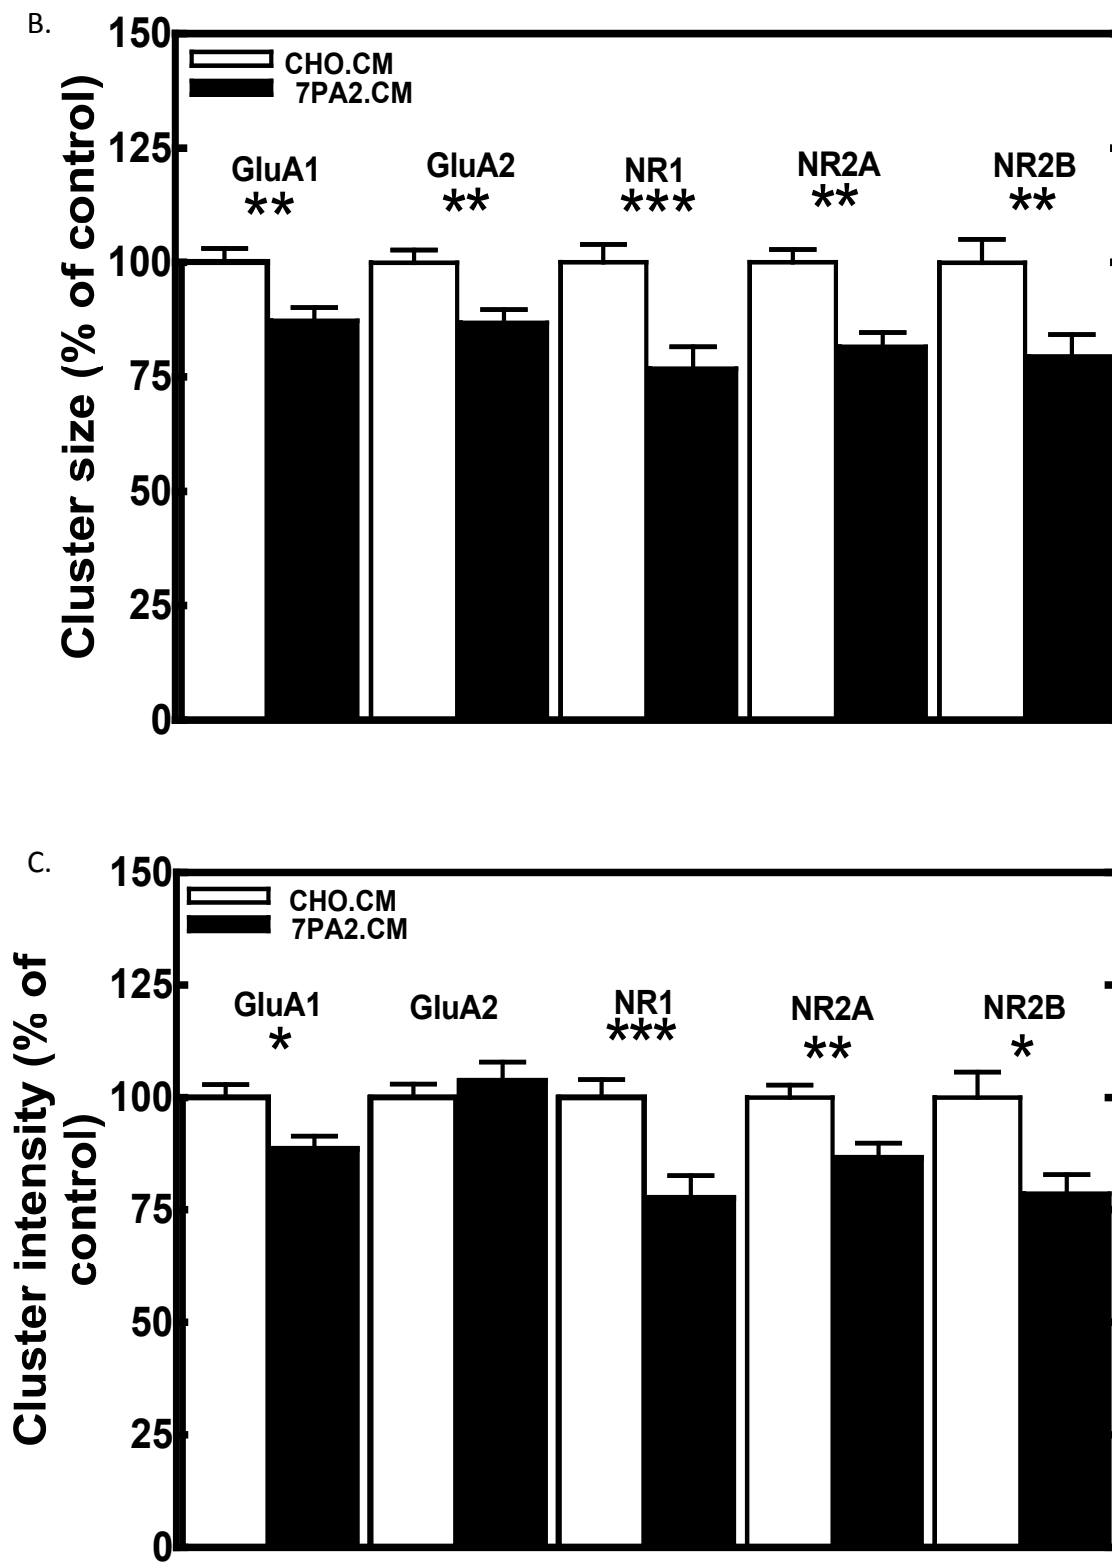 B.
150
CHO.CM
7PA2.CM
125
GluA1 GluA2 NR1 NR2A NR2B
** ** *** ** **
100
75
50
25
0
Cluster size (% of control)
C.
150
CHO.CM
7PA2.CM
125
GluA1 GluA2 NR1 NR2A NR2B
* *** ** *
100
75
50
25
0
Cluster intensity (% of
control)